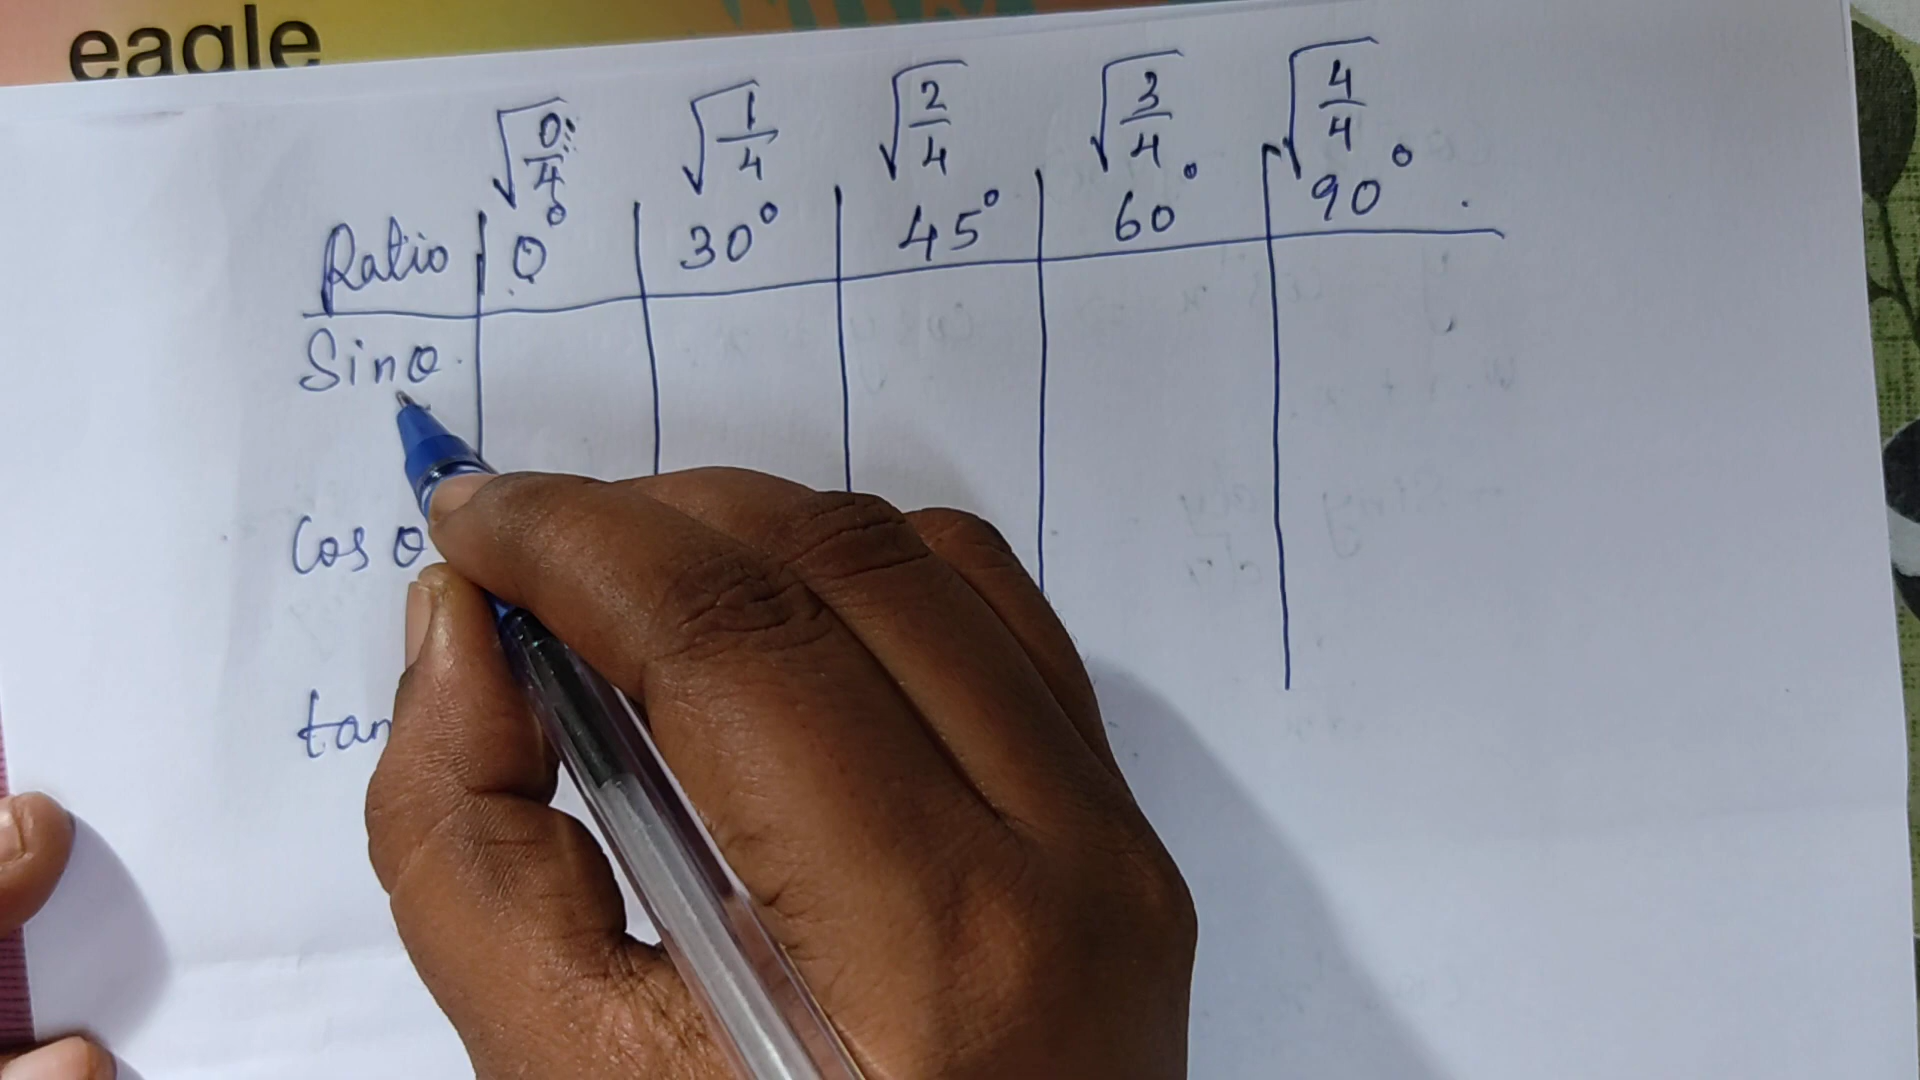 eagle
√0/4 √1/4 √2/4 √3/4 √4/4
Ratio 0° 30° 45° 60° 90°
Sinθ
Cos θ
tan